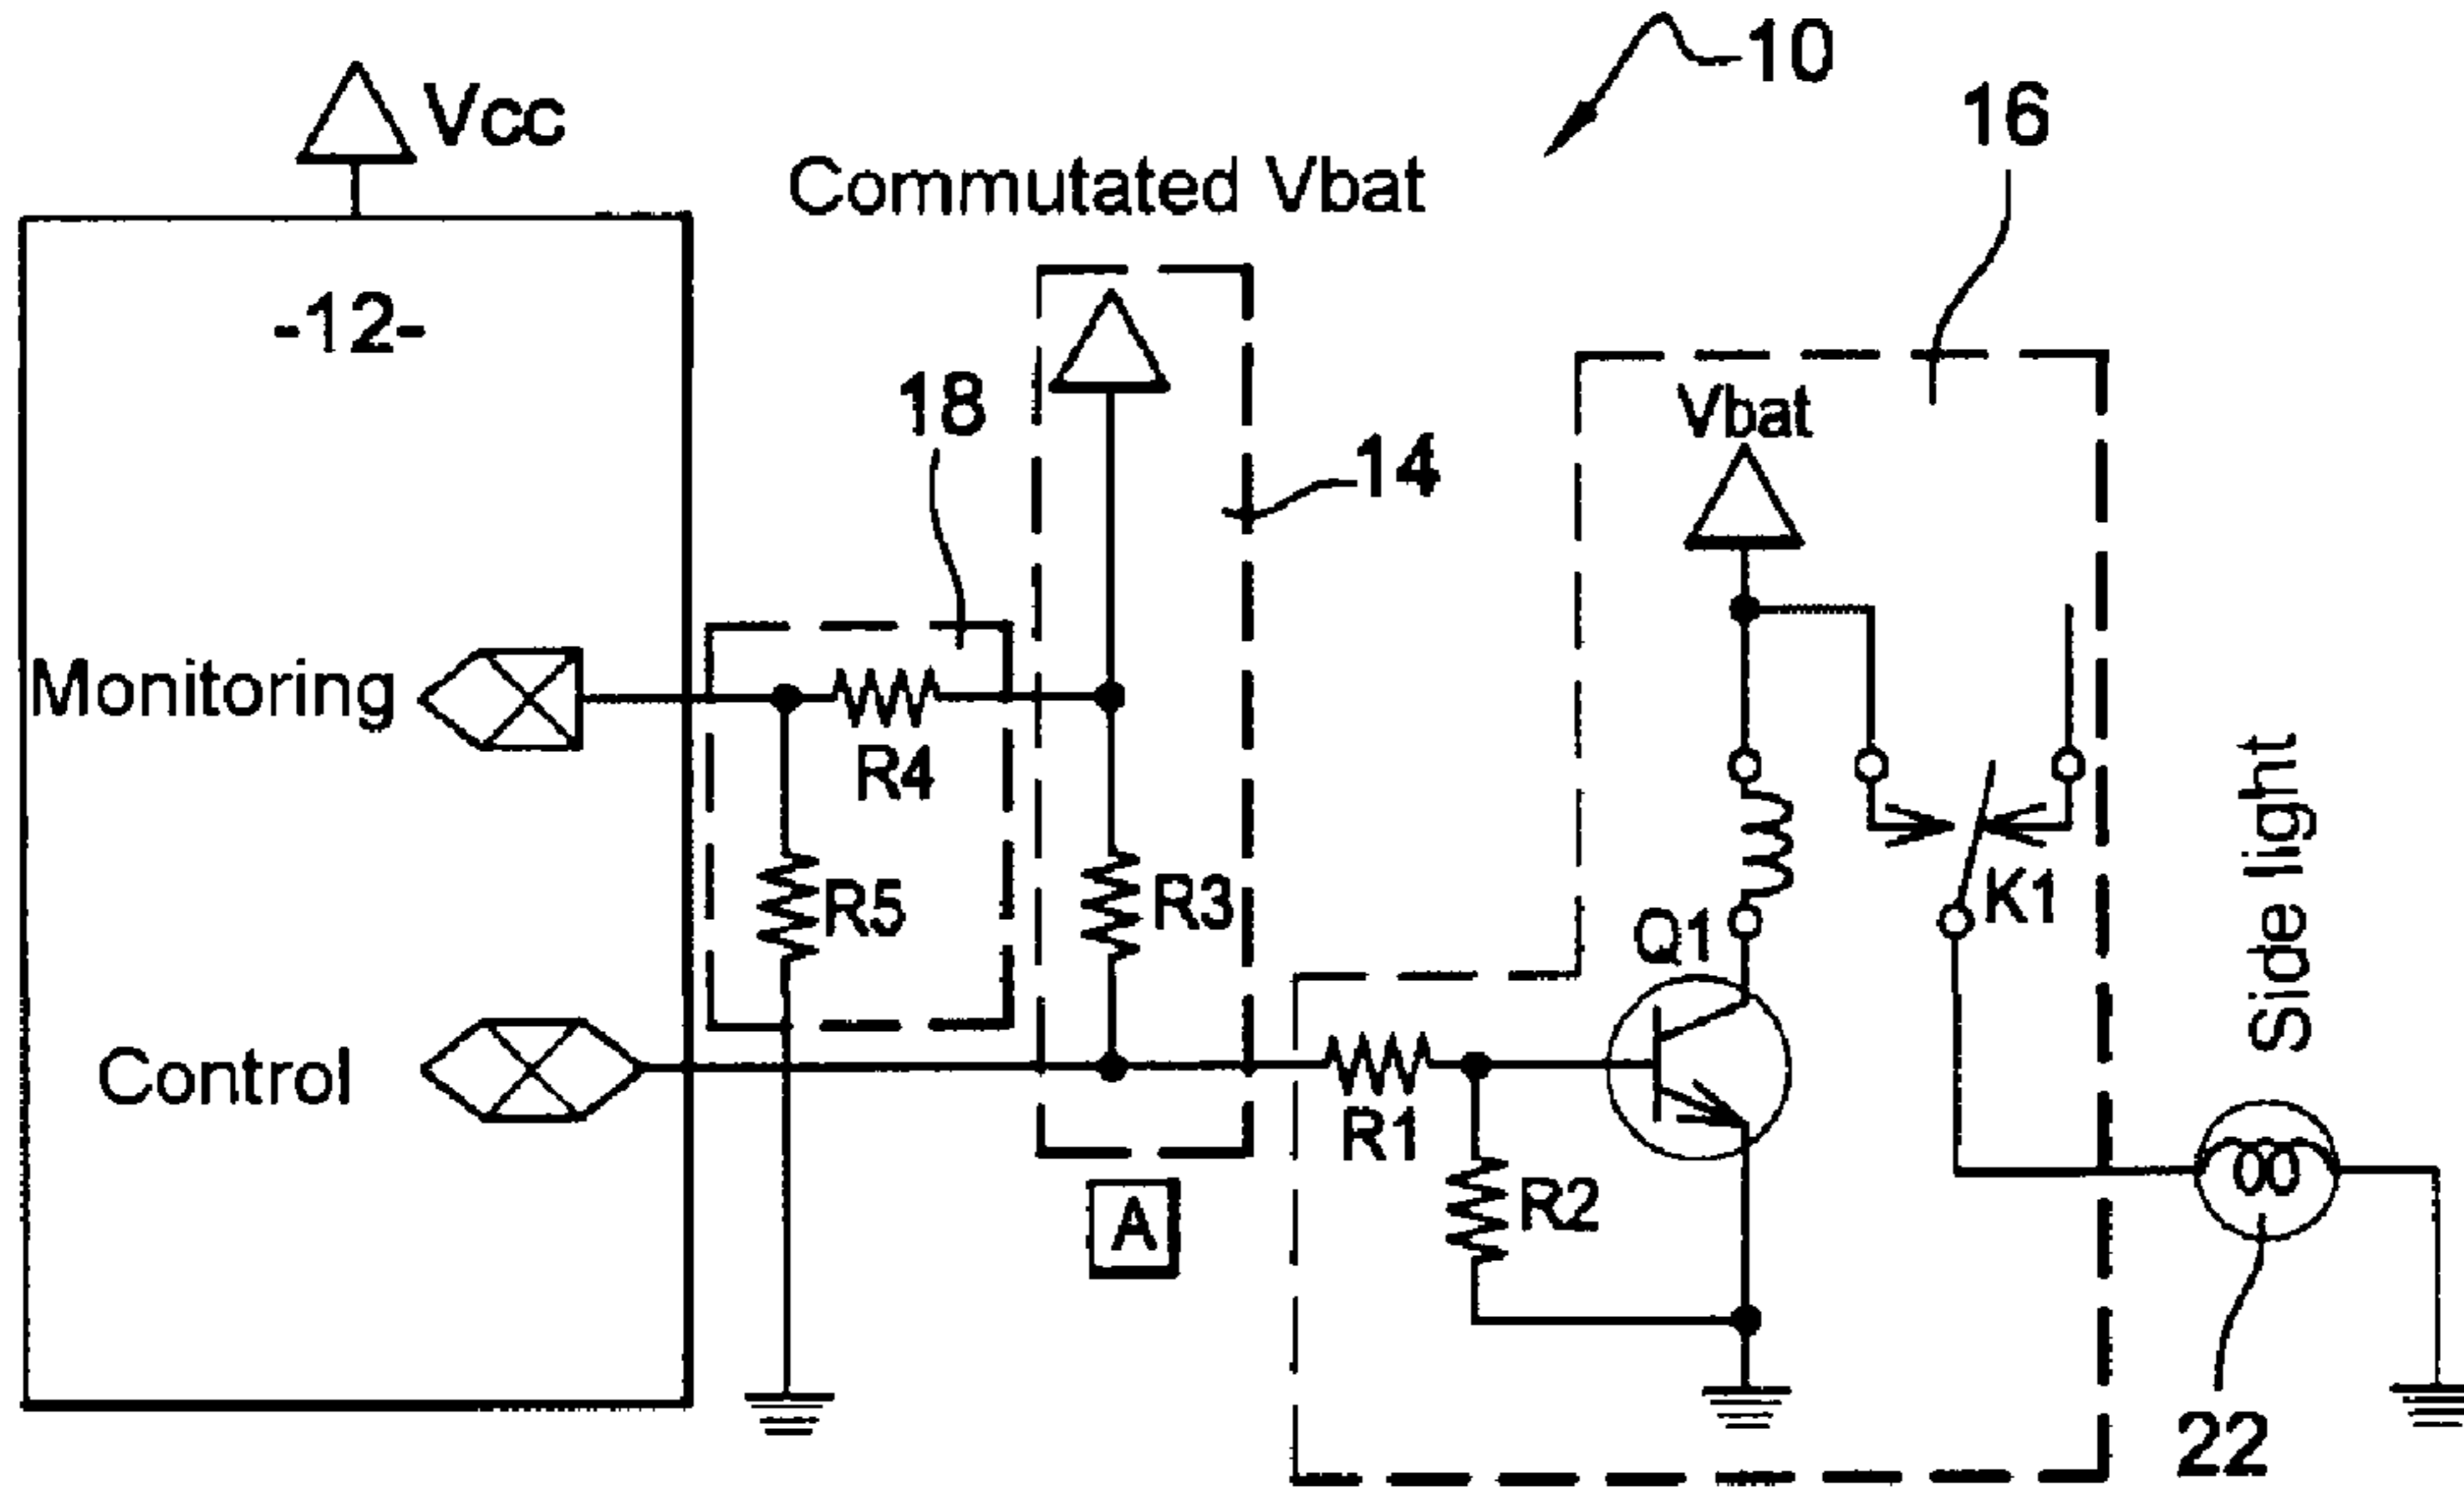 10
Vcc
16
Commutated Vbat
-12-
18
Vbat
14
Monitoring
R4
Side light
R5
R3
K1
Q1
Control
R1
A
R2
22